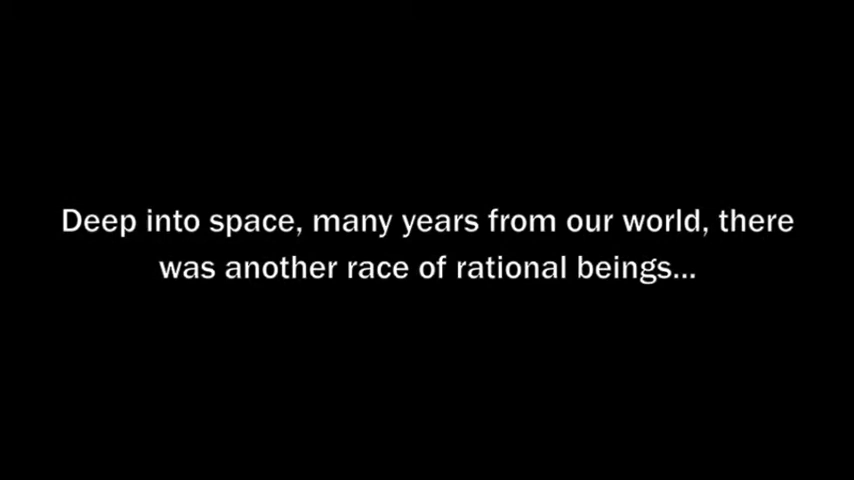 Deep into space, many years from our world, there
was another race of rational beings...